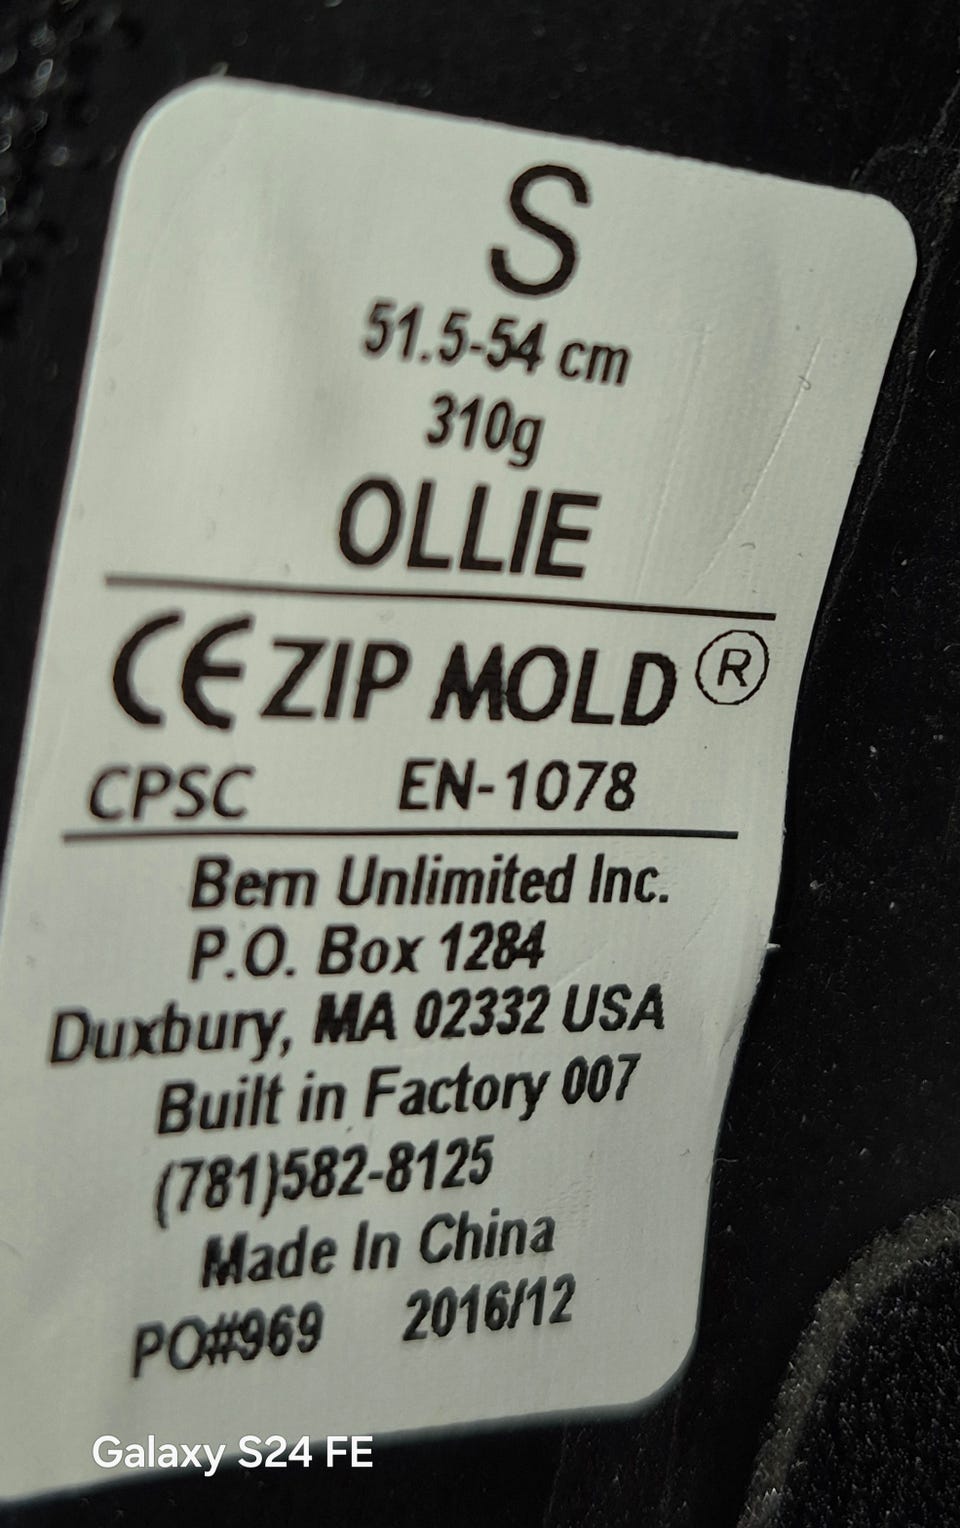 S
51.5-54 cm
310g
OLLIE
CE ZIP MOLD ®
CPSC EN-1078
Bern Unlimited Inc.
P.O. Box 1284
Duxbury, MA 02332 USA
Built in Factory 007
(781)582-8125
Made In China
PO#969 2016/12
Galaxy S24 FE